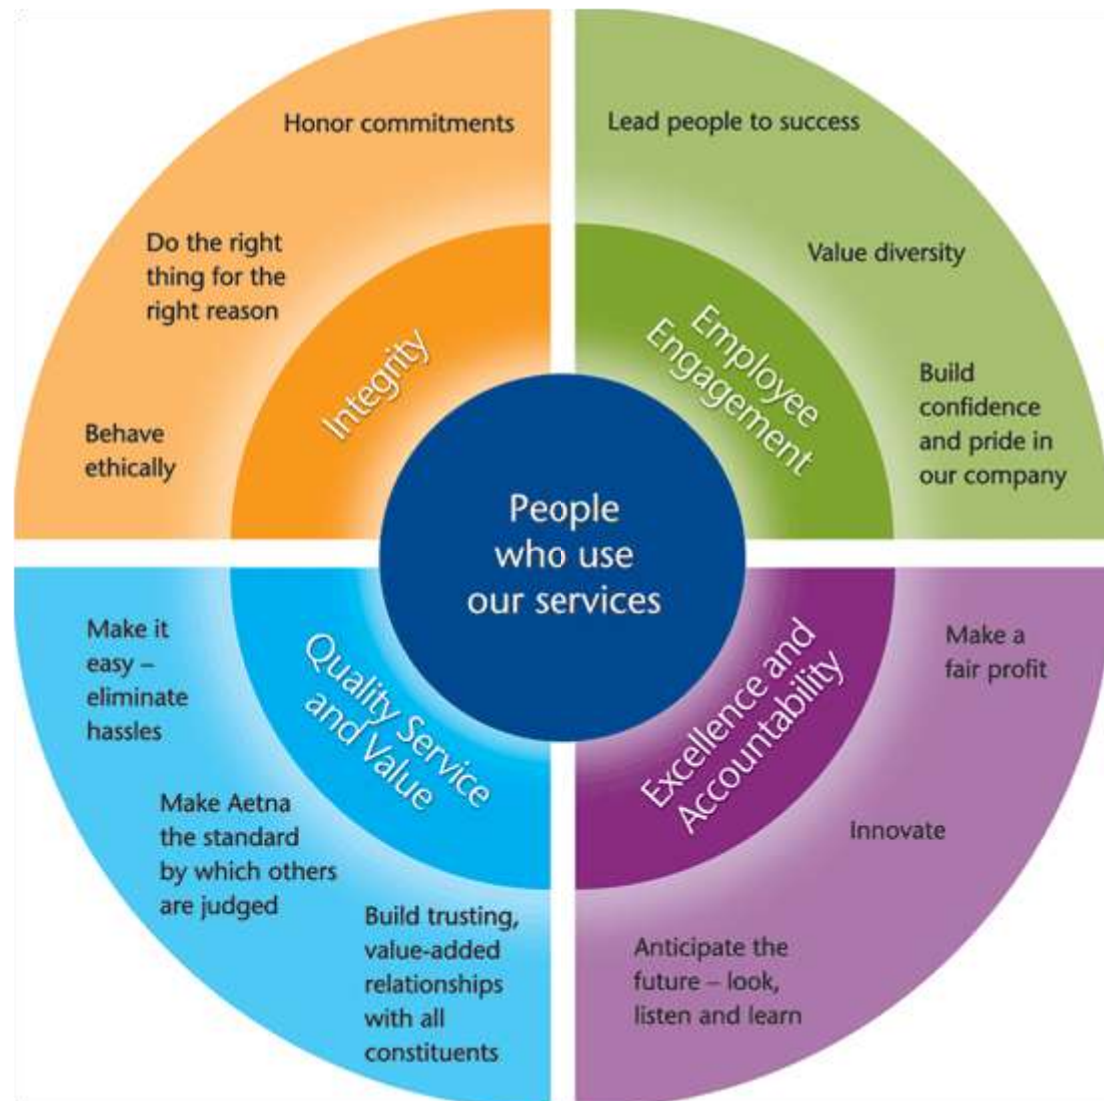 Honor commitments
Do the right
thing for the
right reason
Behave
ethically
Integrity
Lead people to success
Value diversity
Build
confidence
and pride in
our company
Employee
Engagement
People
who use
our services
Make it
easy –
eliminate
hassles
Make Aetna
the standard
by which others
are judged
Build trusting,
value-added
relationships
with all
constituents
Quality Service
and Value
Excellence and
Accountability
Make a
fair profit
Innovate
Anticipate the
future – look,
listen and learn